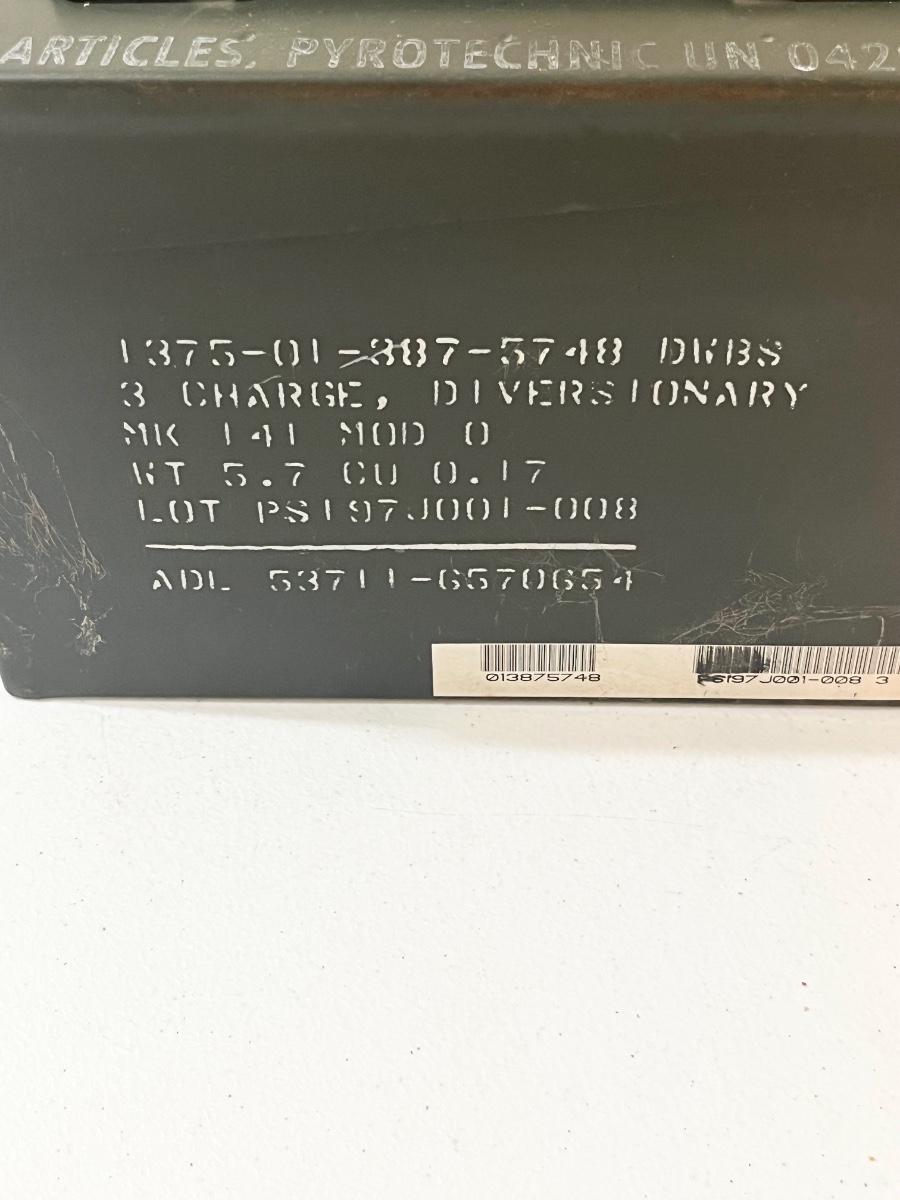 ARTICLES, PYROTECHNIC UN 042
1375-01-387-5748 DWBS
3 CHARGE, DIVERSIONARY
MK 141 MOD 0
WT 5.7 CU 0.17
LOT PS197J001-008
ADL 53711-6570654
013875748
PS197J001-008 3